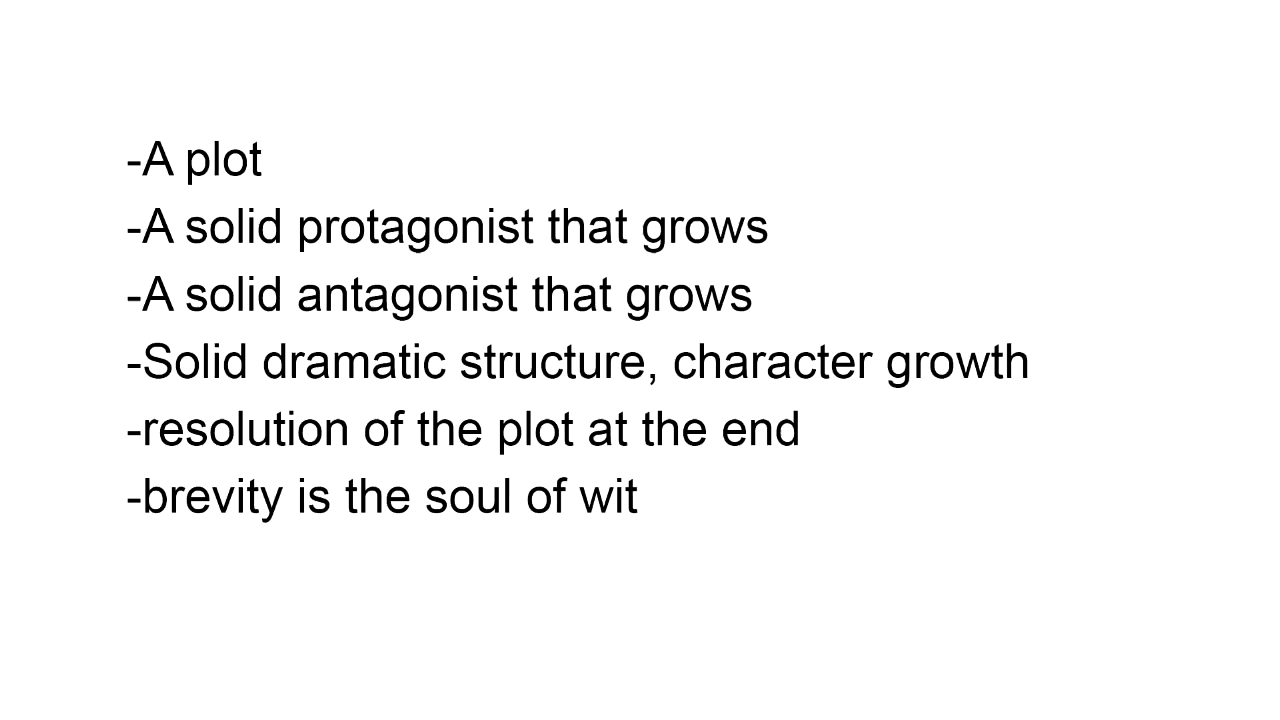 -A plot
-A solid protagonist that grows
-A solid antagonist that grows
-Solid dramatic structure, character growth
-resolution of the plot at the end
-brevity is the soul of wit